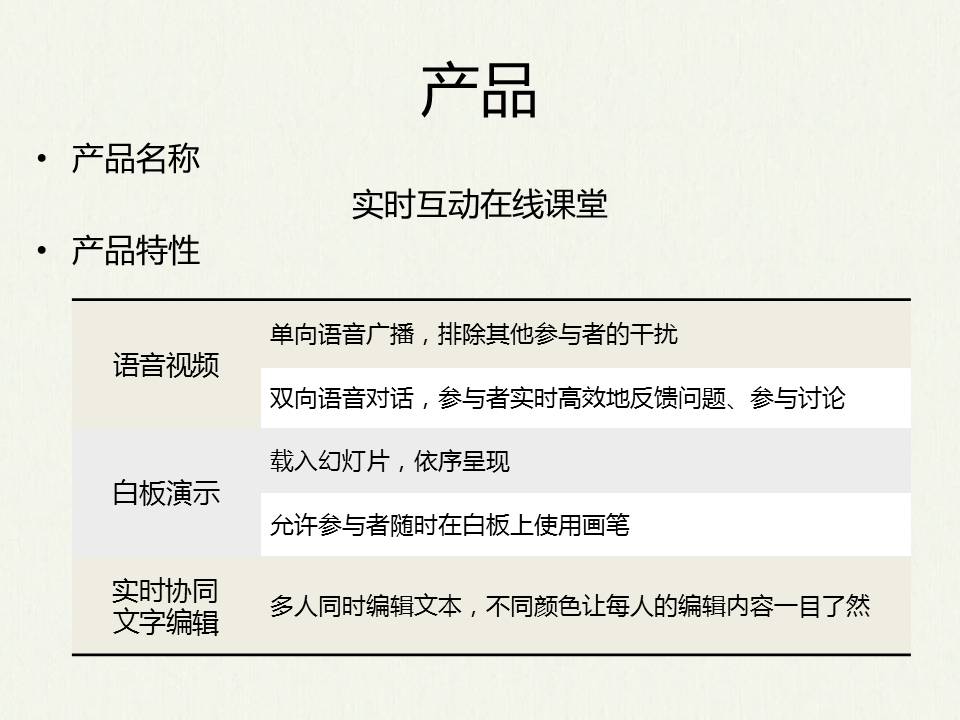 产品
• 产品名称
实时互动在线课堂
• 产品特性
语音视频
单向语音广播，排除其他参与者的干扰
双向语音对话，参与者实时高效地反馈问题、参与讨论
白板演示
载入幻灯片，依序呈现
允许参与者随时在白板上使用画笔
实时协同
文字编辑
多人同时编辑文本，不同颜色让每人的编辑内容一目了然